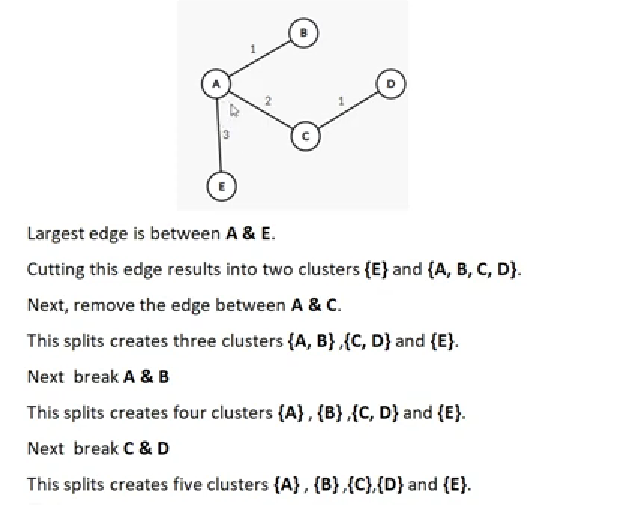 B
1
A
D
2
1
3
C
E
Largest edge is between A & E.
Cutting this edge results into two clusters {E} and {A, B, C, D}.
Next, remove the edge between A & C.
This splits creates three clusters {A, B} ,{C, D} and {E}.
Next break A & B
This splits creates four clusters {A} , {B} ,{C, D} and {E}.
Next break C & D
This splits creates five clusters {A} , {B} ,{C},{D} and {E}.